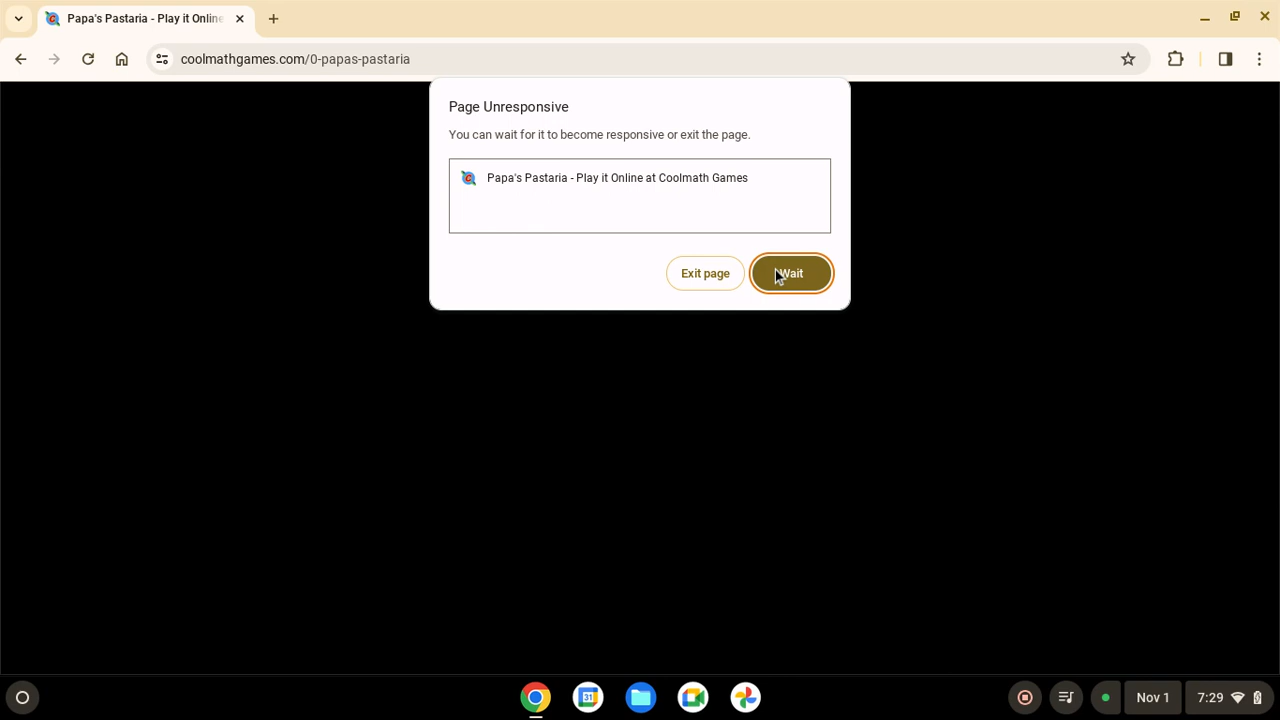 Papa's Pastaria - Play it Online
coolmathgames.com/0-papas-pastaria
Page Unresponsive
You can wait for it to become responsive or exit the page.
Papa's Pastaria - Play it Online at Coolmath Games
Exit page
Wait
31
Nov 1
7:29